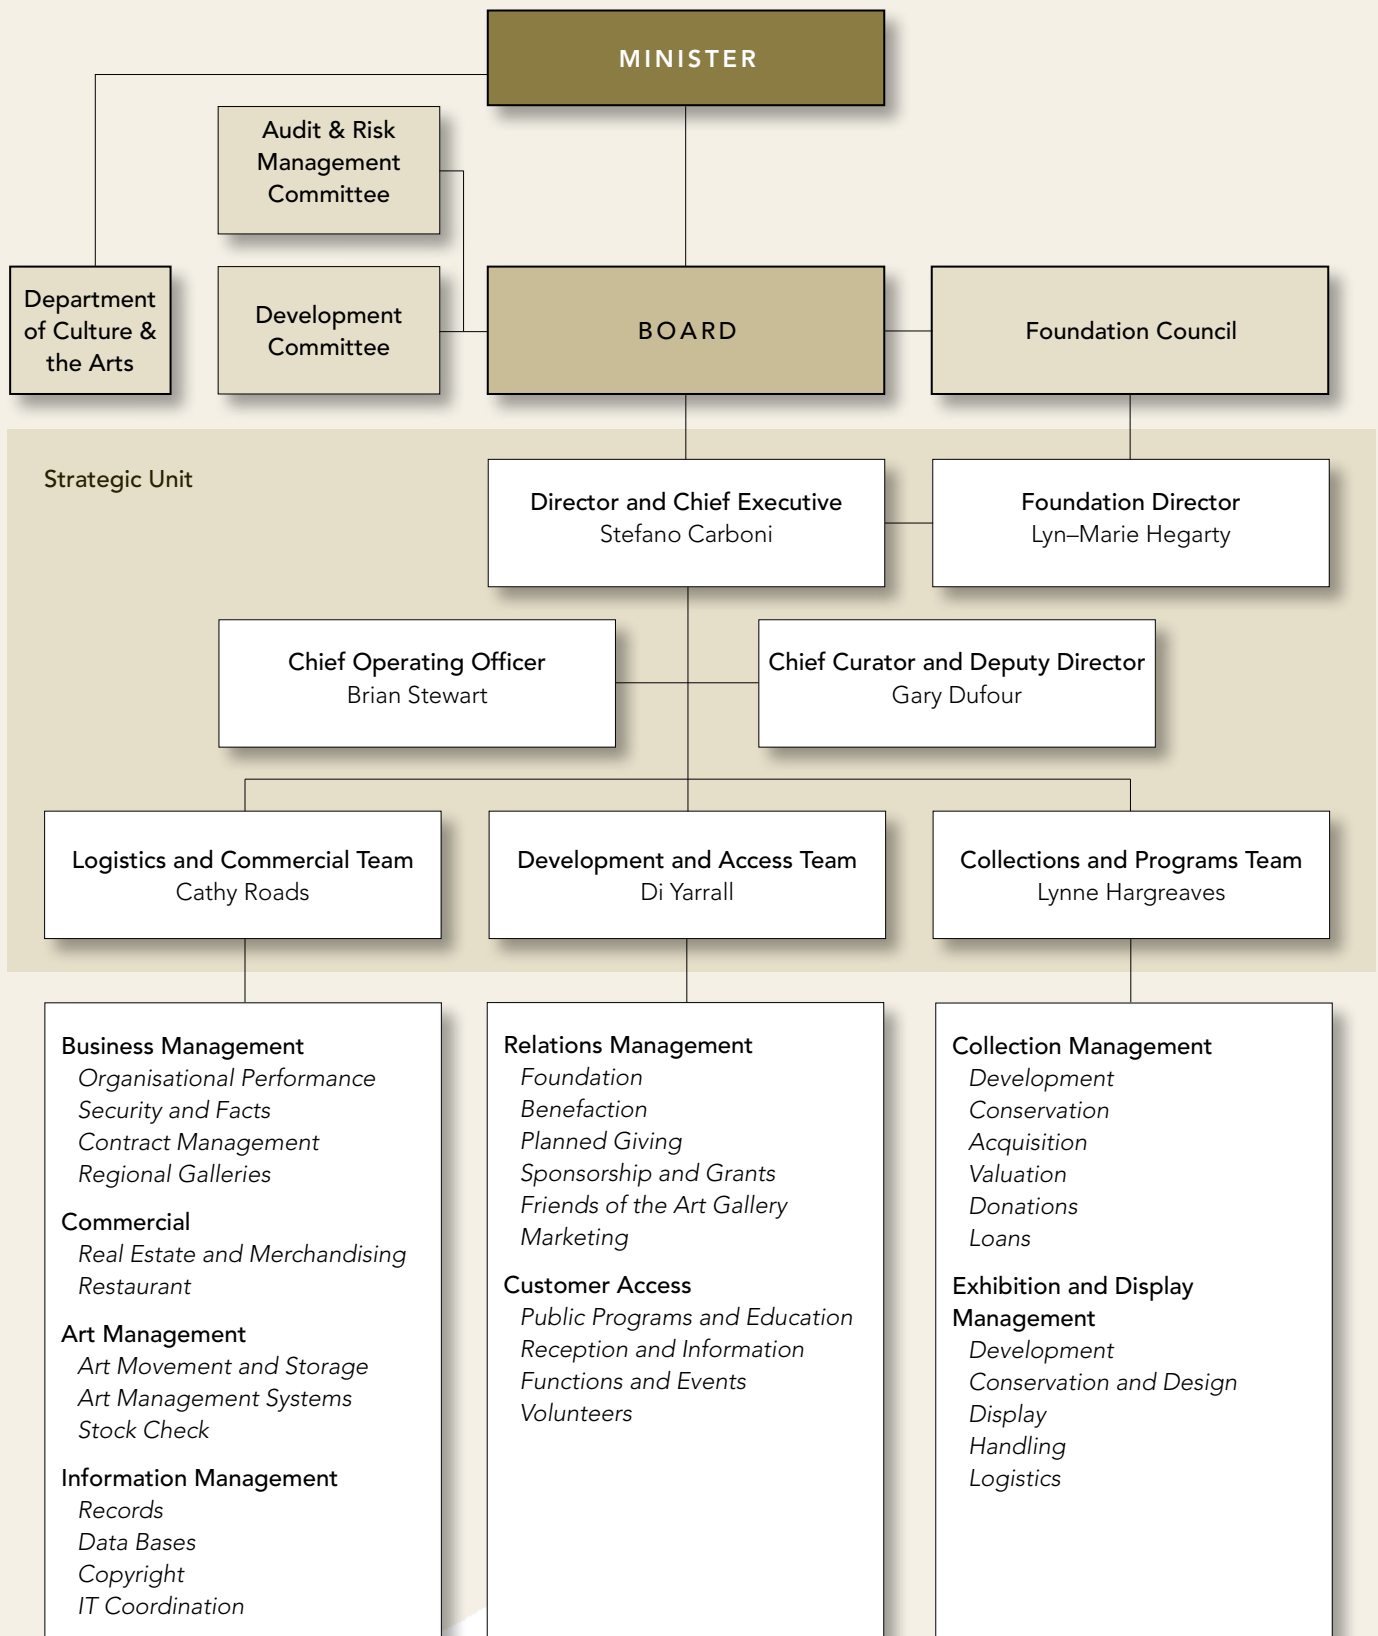 MINISTER
Audit & Risk
Management
Committee
Department
of Culture &
the Arts
Development
Committee
BOARD
Foundation Council
Strategic Unit
Director and Chief Executive
Stefano Carboni
Foundation Director
Lyn–Marie Hegarty
Chief Operating Officer
Brian Stewart
Chief Curator and Deputy Director
Gary Dufour
Logistics and Commercial Team
Cathy Roads
Development and Access Team
Di Yarrall
Collections and Programs Team
Lynne Hargreaves
Business Management
Organisational Performance
Security and Facts
Contract Management
Regional Galleries
Commercial
Real Estate and Merchandising
Restaurant
Art Management
Art Movement and Storage
Art Management Systems
Stock Check
Information Management
Records
Data Bases
Copyright
IT Coordination
Relations Management
Foundation
Benefaction
Planned Giving
Sponsorship and Grants
Friends of the Art Gallery
Marketing
Customer Access
Public Programs and Education
Reception and Information
Functions and Events
Volunteers
Collection Management
Development
Conservation
Acquisition
Valuation
Donations
Loans
Exhibition and Display
Management
Development
Conservation and Design
Display
Handling
Logistics